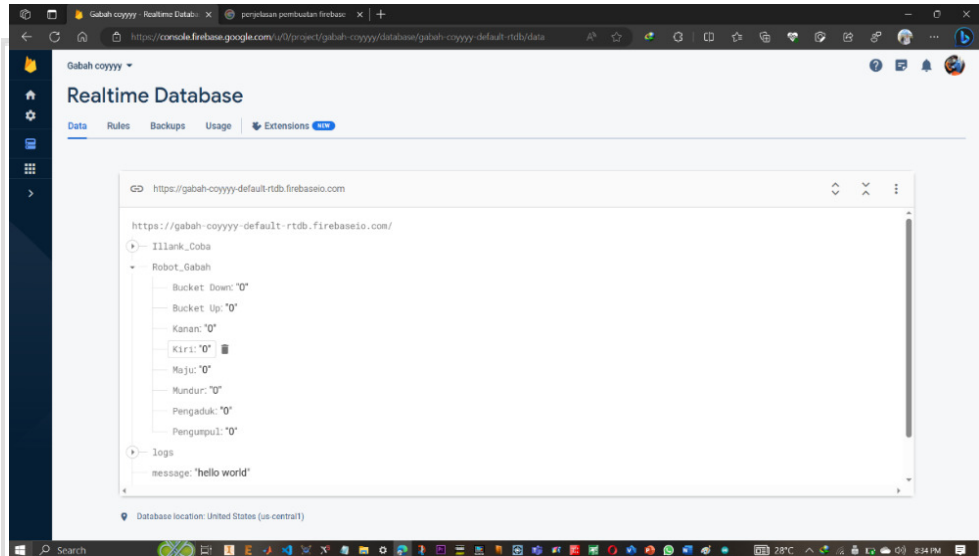 Gabah coyyyy - Realtime Databa
penjelasan pembuatan firebase
https://console.firebase.google.com/u/0/project/gabah-coyyyy/database/gabah-coyyyy-default-rtdb/data
Gabah coyyyy
Realtime Database
Data Rules Backups Usage Extensions NEW
https://gabah-coyyyy-default-rtdb.firebaseio.com
https://gabah-coyyyy-default-rtdb.firebaseio.com/
Illank_Coba
Robot_Gabah
Bucket Down: "0"
Bucket Up: "0"
Kanan: "0"
Kiri: "0"
Maju: "0"
Mundur: "0"
Pengaduk: "0"
Pengumpul: "0"
logs
message: "hello world"
Database location: United States (us-central1)
Search
28°C
8:34 PM